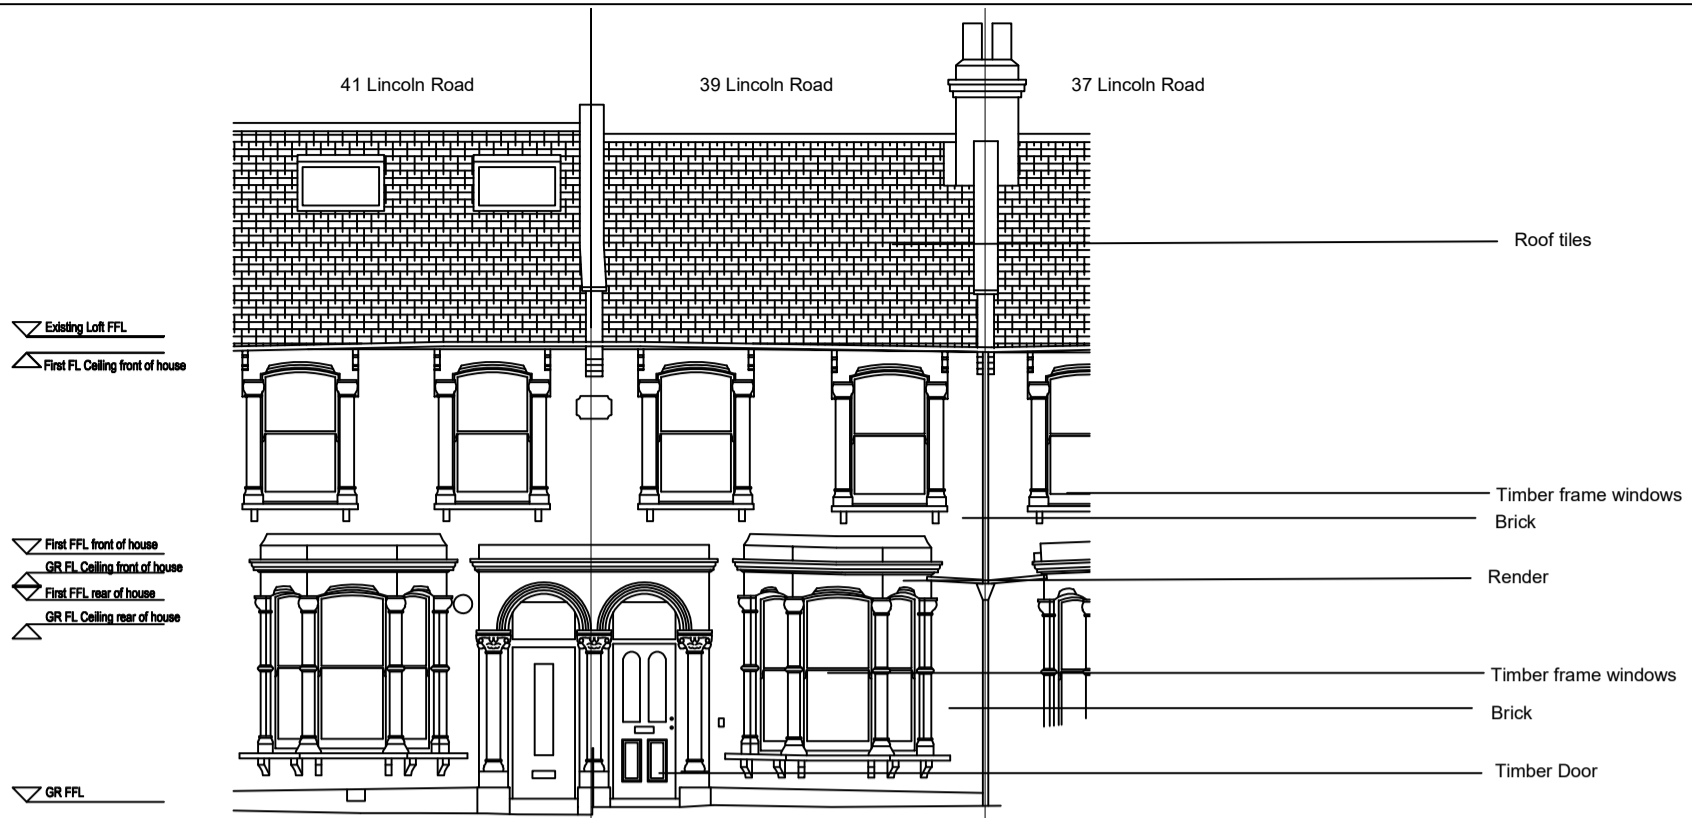 41 Lincoln Road
39 Lincoln Road
37 Lincoln Road
Roof tiles
Existing Loft FFL
First FL Ceiling front of house
Timber frame windows
Brick
First FFL front of house
GR FL Ceiling front of house
Render
First FFL rear of house
GR FL Ceiling rear of house
Timber frame windows
Brick
Timber Door
GR FFL